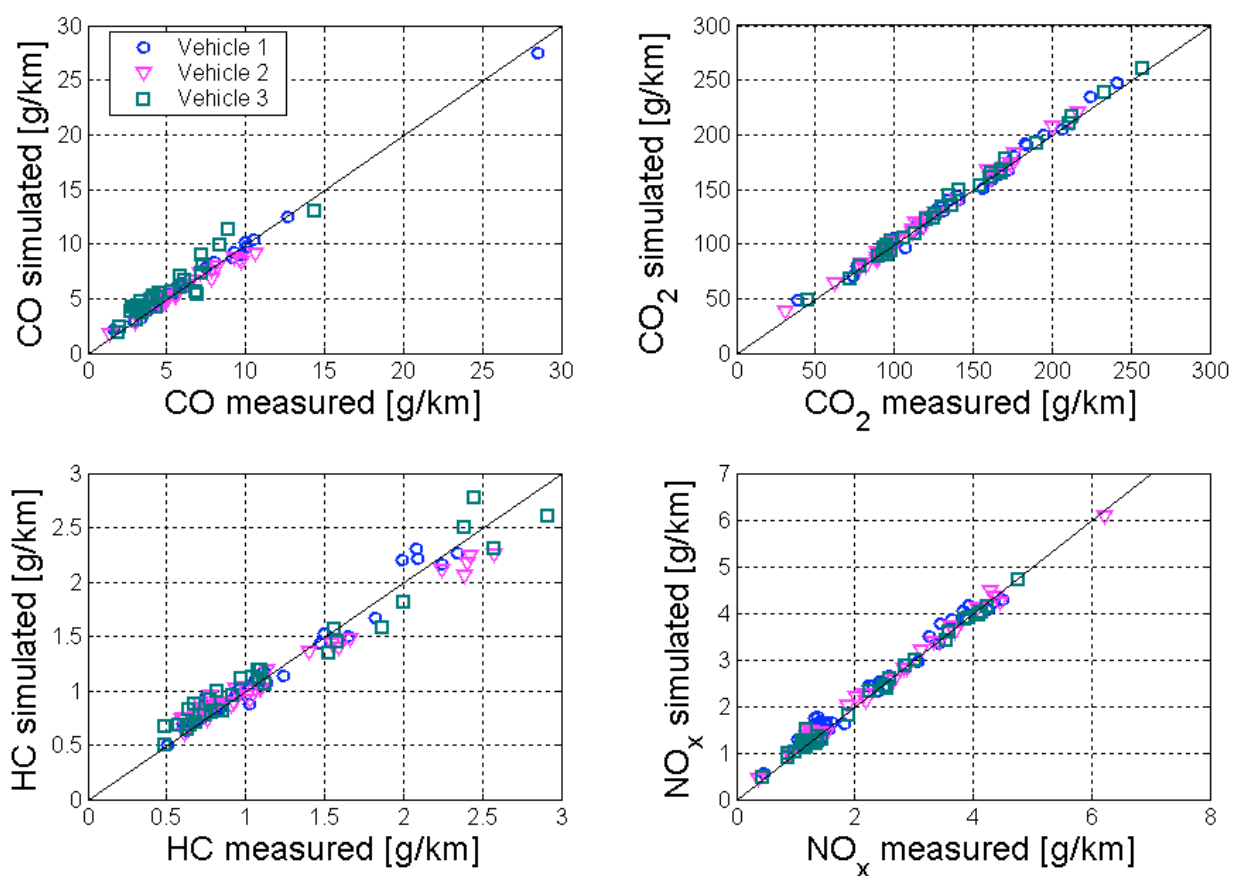 30
25
20
15
10
5
0
CO simulated [g/km]
Vehicle 1
Vehicle 2
Vehicle 3
0 5 10 15 20 25 30
CO measured [g/km]
300
250
200
150
100
50
0
CO2 simulated [g/km]
0 50 100 150 200 250 300
CO2 measured [g/km]
3
2.5
2
1.5
1
0.5
0
HC simulated [g/km]
0 0.5 1 1.5 2 2.5 3
HC measured [g/km]
7
6
5
4
3
2
1
0
NOx simulated [g/km]
0 2 4 6 8
NOx measured [g/km]